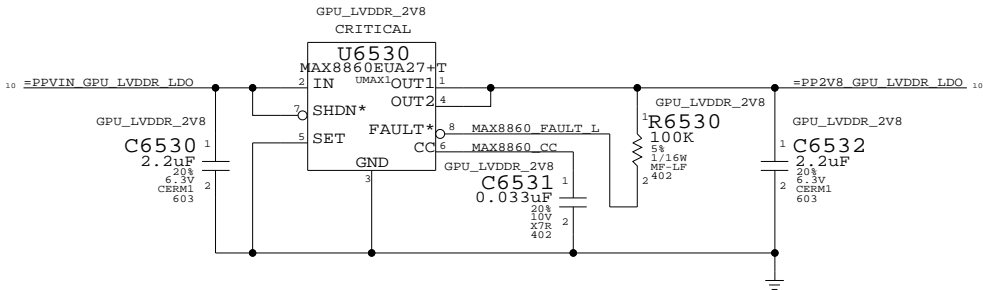 GPU_LVDDR_2V8
CRITICAL
U6530
MAX8860EUA27+T
UMAX1
10 =PPVIN_GPU_LVDDR_LDO
2 IN
OUT1 1
=PP2V8_GPU_LVDDR_LDO 10
OUT2 4
7 SHDN*
GPU_LVDDR_2V8
C6530
2.2uF
20%
6.3V
CERM1
603
1
2
5 SET
FAULT* 8 MAX8860_FAULT_L
CC 6 MAX8860_CC
GND
3
GPU_LVDDR_2V8
C6531
0.033uF
20%
10V
X7R
402
1
2
GPU_LVDDR_2V8
R6530
100K
5%
1/16W
MF-LF
402
1
2
GPU_LVDDR_2V8
C6532
2.2uF
20%
6.3V
CERM1
603
1
2